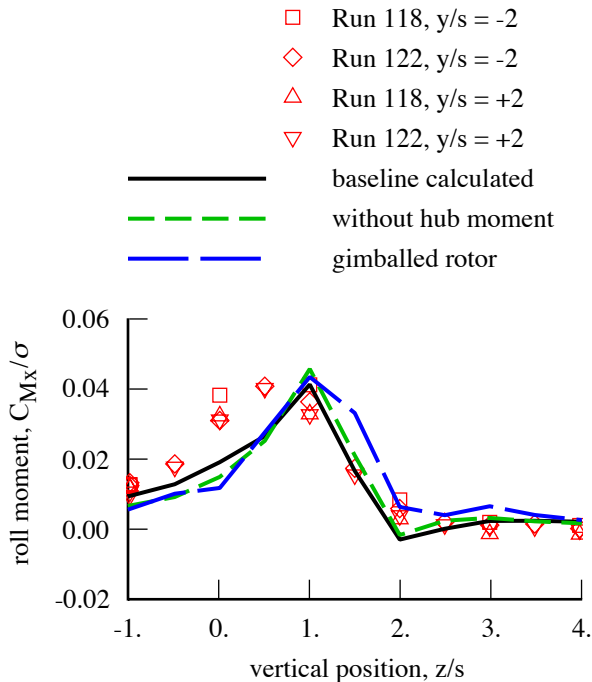 Run 118, y/s = -2
Run 122, y/s = -2
Run 118, y/s = +2
Run 122, y/s = +2
baseline calculated
without hub moment
gimballed rotor
roll moment, C_Mx/σ
0.06
0.04
0.02
0.00
-0.02
-1. 0. 1. 2. 3. 4.
vertical position, z/s